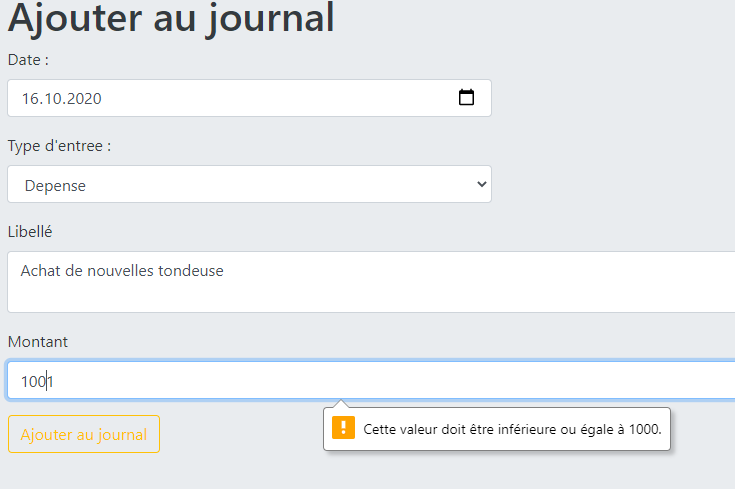 Ajouter au journal
Date :
16.10.2020
Type d'entree :
Depense
Libellé
Achat de nouvelles tondeuse
Montant
1001
Ajouter au journal
! Cette valeur doit être inférieure ou égale à 1000.